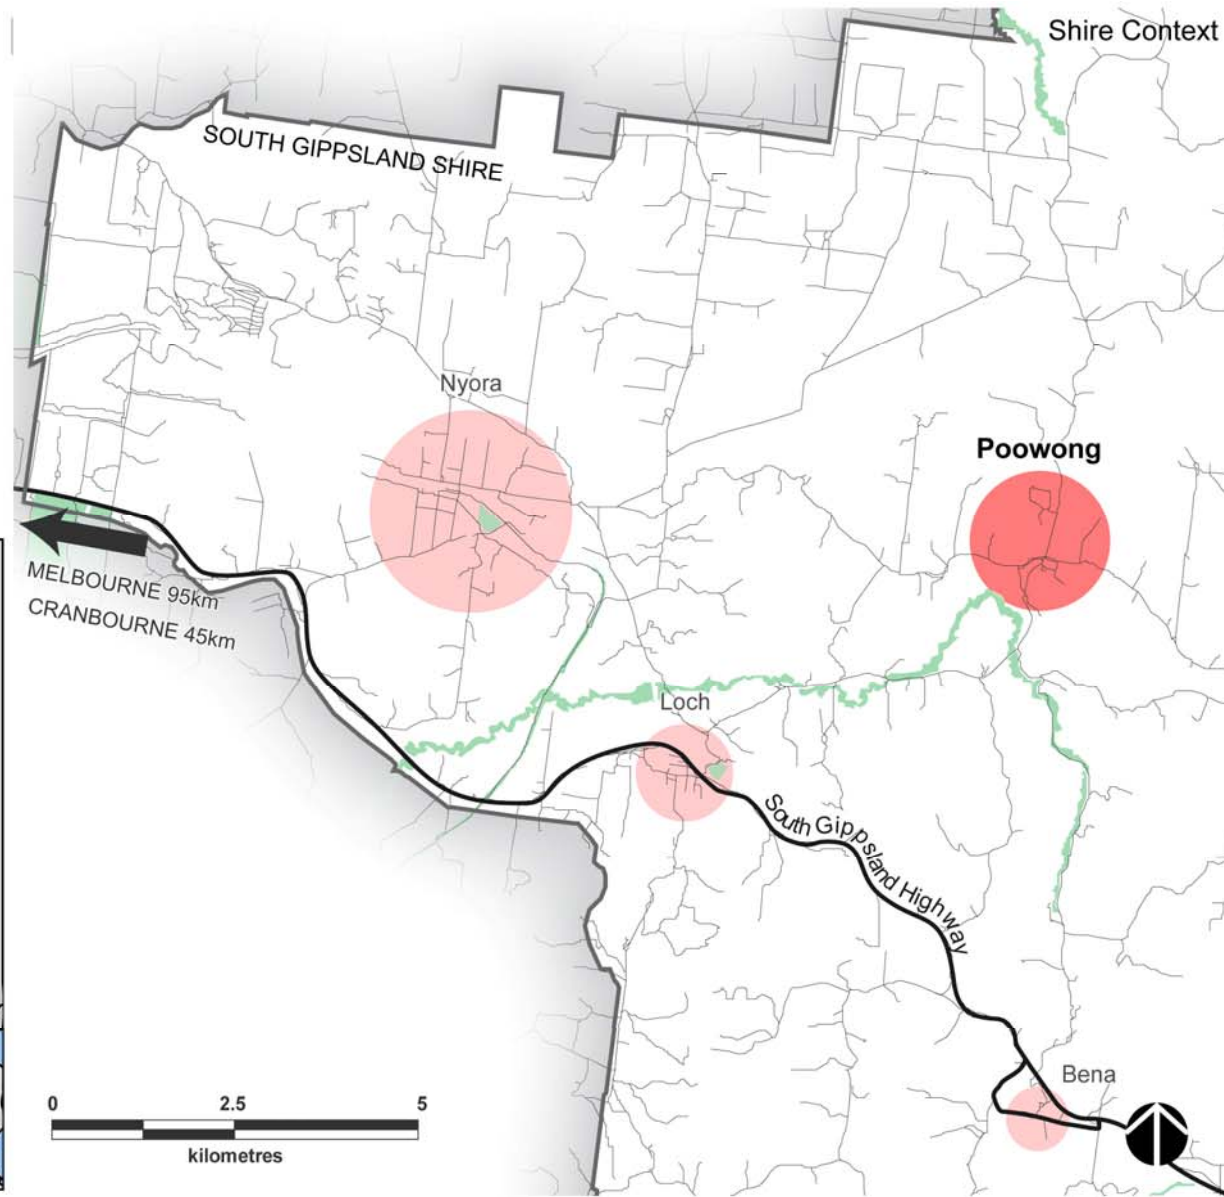 Shire Context
SOUTH GIPPSLAND SHIRE
Nyora
Poowong
MELBOURNE 95km
CRANBOURNE 45km
Loch
South Gippsland Highway
Bena
0 2.5 5
kilometres